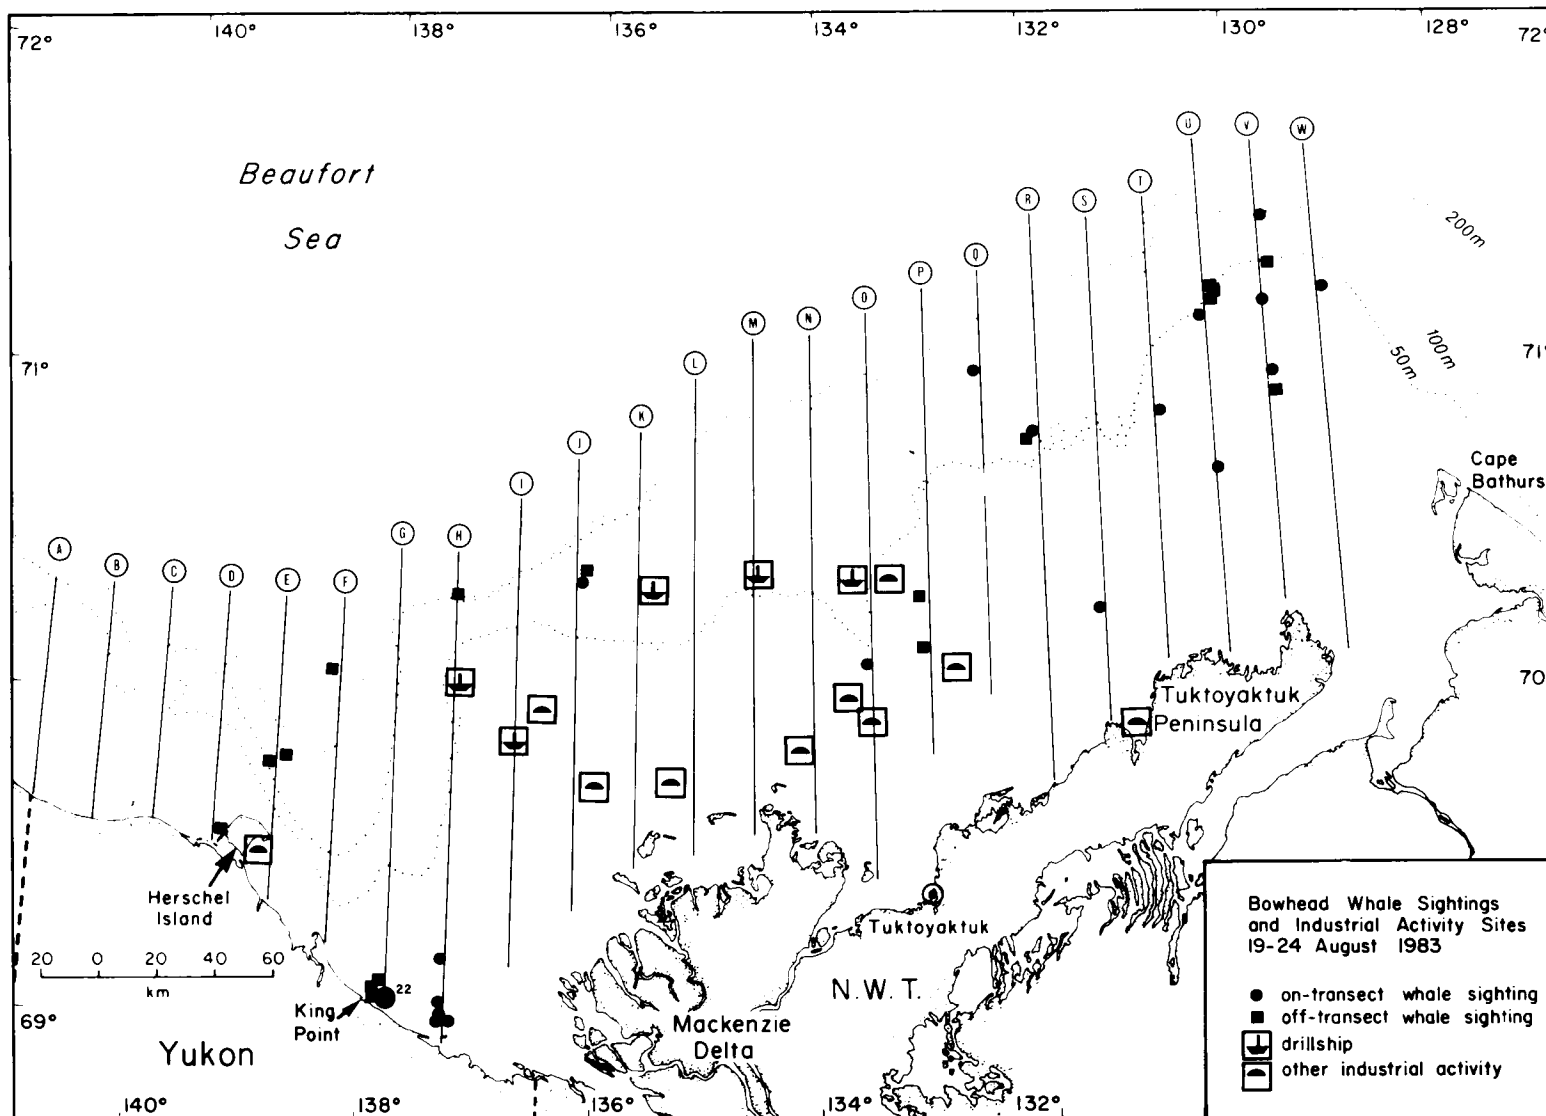 140° 138° 136° 134° 132° 130° 128°
72° 72°
Beaufort
Sea
U V W
T
R S
Q
P
O
M N
L
K
J
I
G H
A B C D E F
200m
100m
50m
71° 71°
Cape
Bathurs
70
Tuktoyaktuk
Peninsula
Herschel
Island
Tuktoyaktuk
20 0 20 40 60
km
22
King
Point
69°
N.W.T.
Mackenzie
Delta
Yukon
Bowhead Whale Sightings
and Industrial Activity Sites
19-24 August 1983
on-transect whale sighting
off-transect whale sighting
drillship
other industrial activity
140° 138° 136° 134° 132°